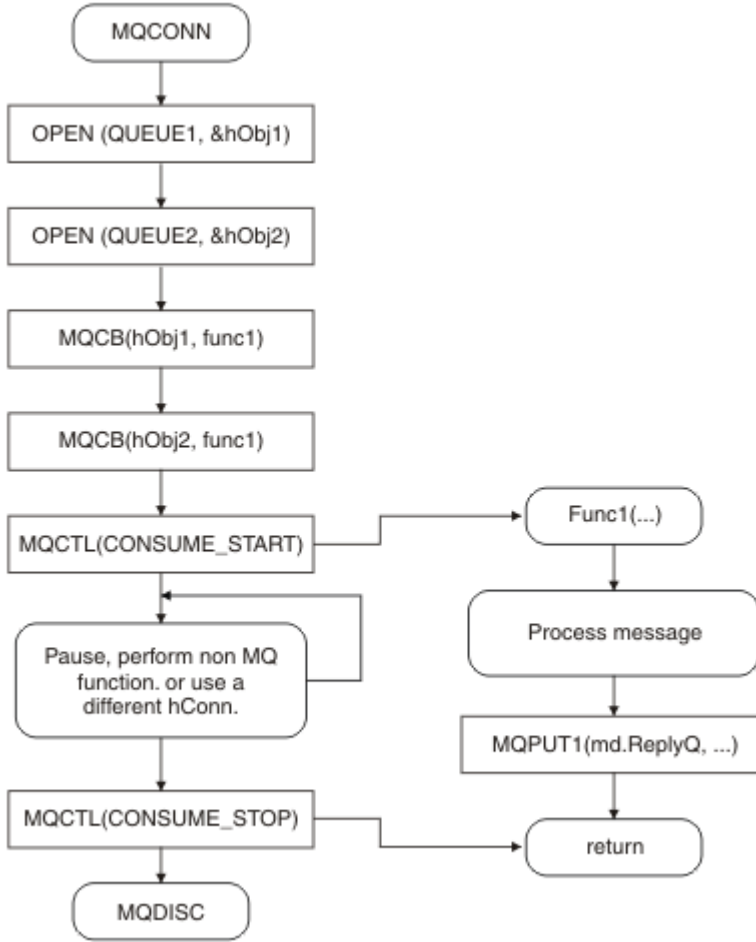 MQCONN
OPEN (QUEUE1, &hObj1)
OPEN (QUEUE2, &hObj2)
MQCB(hObj1, func1)
MQCB(hObj2, func1)
MQCTL(CONSUME_START)
Pause, perform non MQ
function. or use a
different hConn.
MQCTL(CONSUME_STOP)
MQDISC
Func1(...)
Process message
MQPUT1(md.ReplyQ, ...)
return